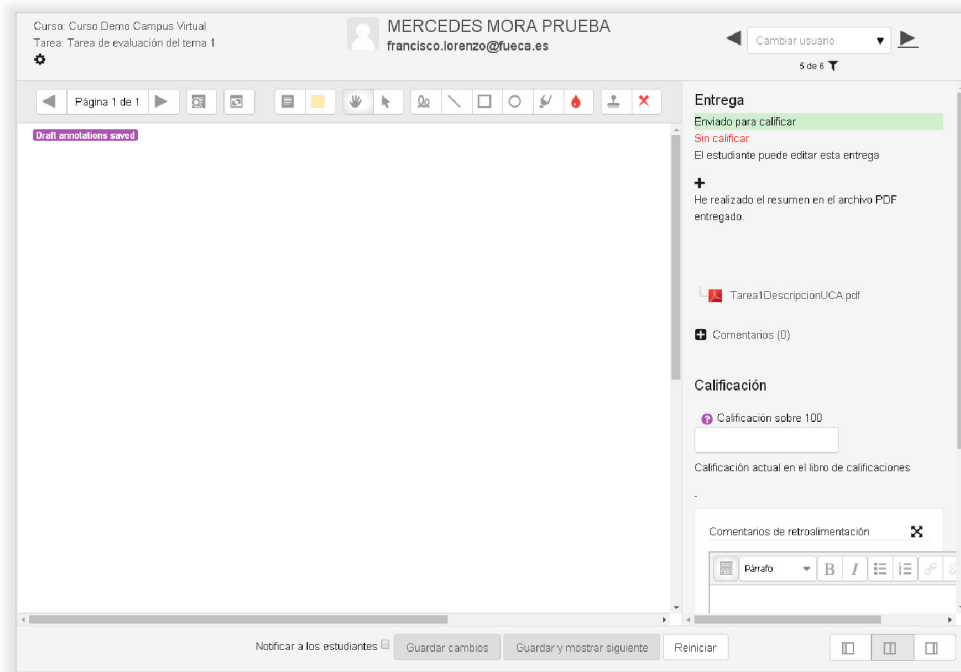 Curso: Curso Demo Campus Virtual
Tarea: Tarea de evaluación del tema 1
MERCEDES MORA PRUEBA
francisco.lorenzo@fueca.es
Cambiar usuario
5 de 6
Página 1 de 1
Draft annotations saved
Entrega
Enviado para calificar
Sin calificar
El estudiante puede editar esta entrega
He realizado el resumen en el archivo PDF
entregado.
Tarea1DescripcionUCA.pdf
Comentarios (0)
Calificación
Calificación sobre 100
Calificación actual en el libro de calificaciones
-
Comentarios de retroalimentación
Párrafo
B I
Notificar a los estudiantes
Guardar cambios
Guardar y mostrar siguiente
Reiniciar